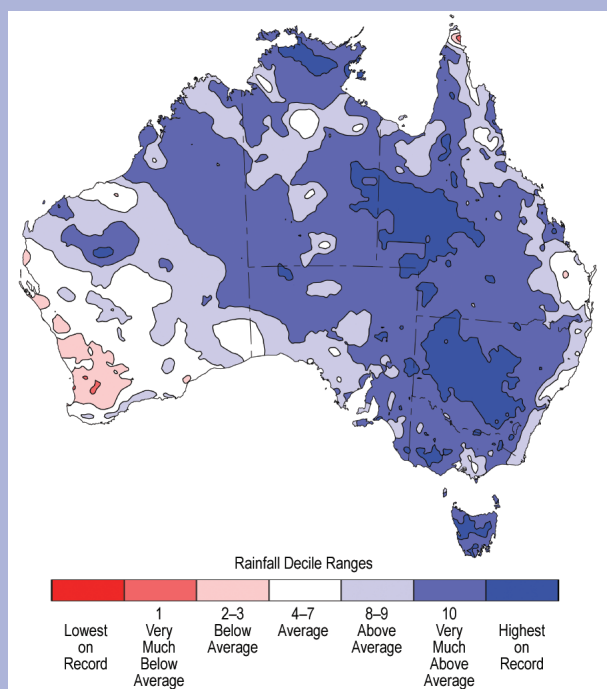 Rainfall Decile Ranges
Lowest
on
Record
1
Very
Much
Below
Average
2–3
Below
Average
4–7
Average
8–9
Above
Average
10
Very
Much
Above
Average
Highest
on
Record